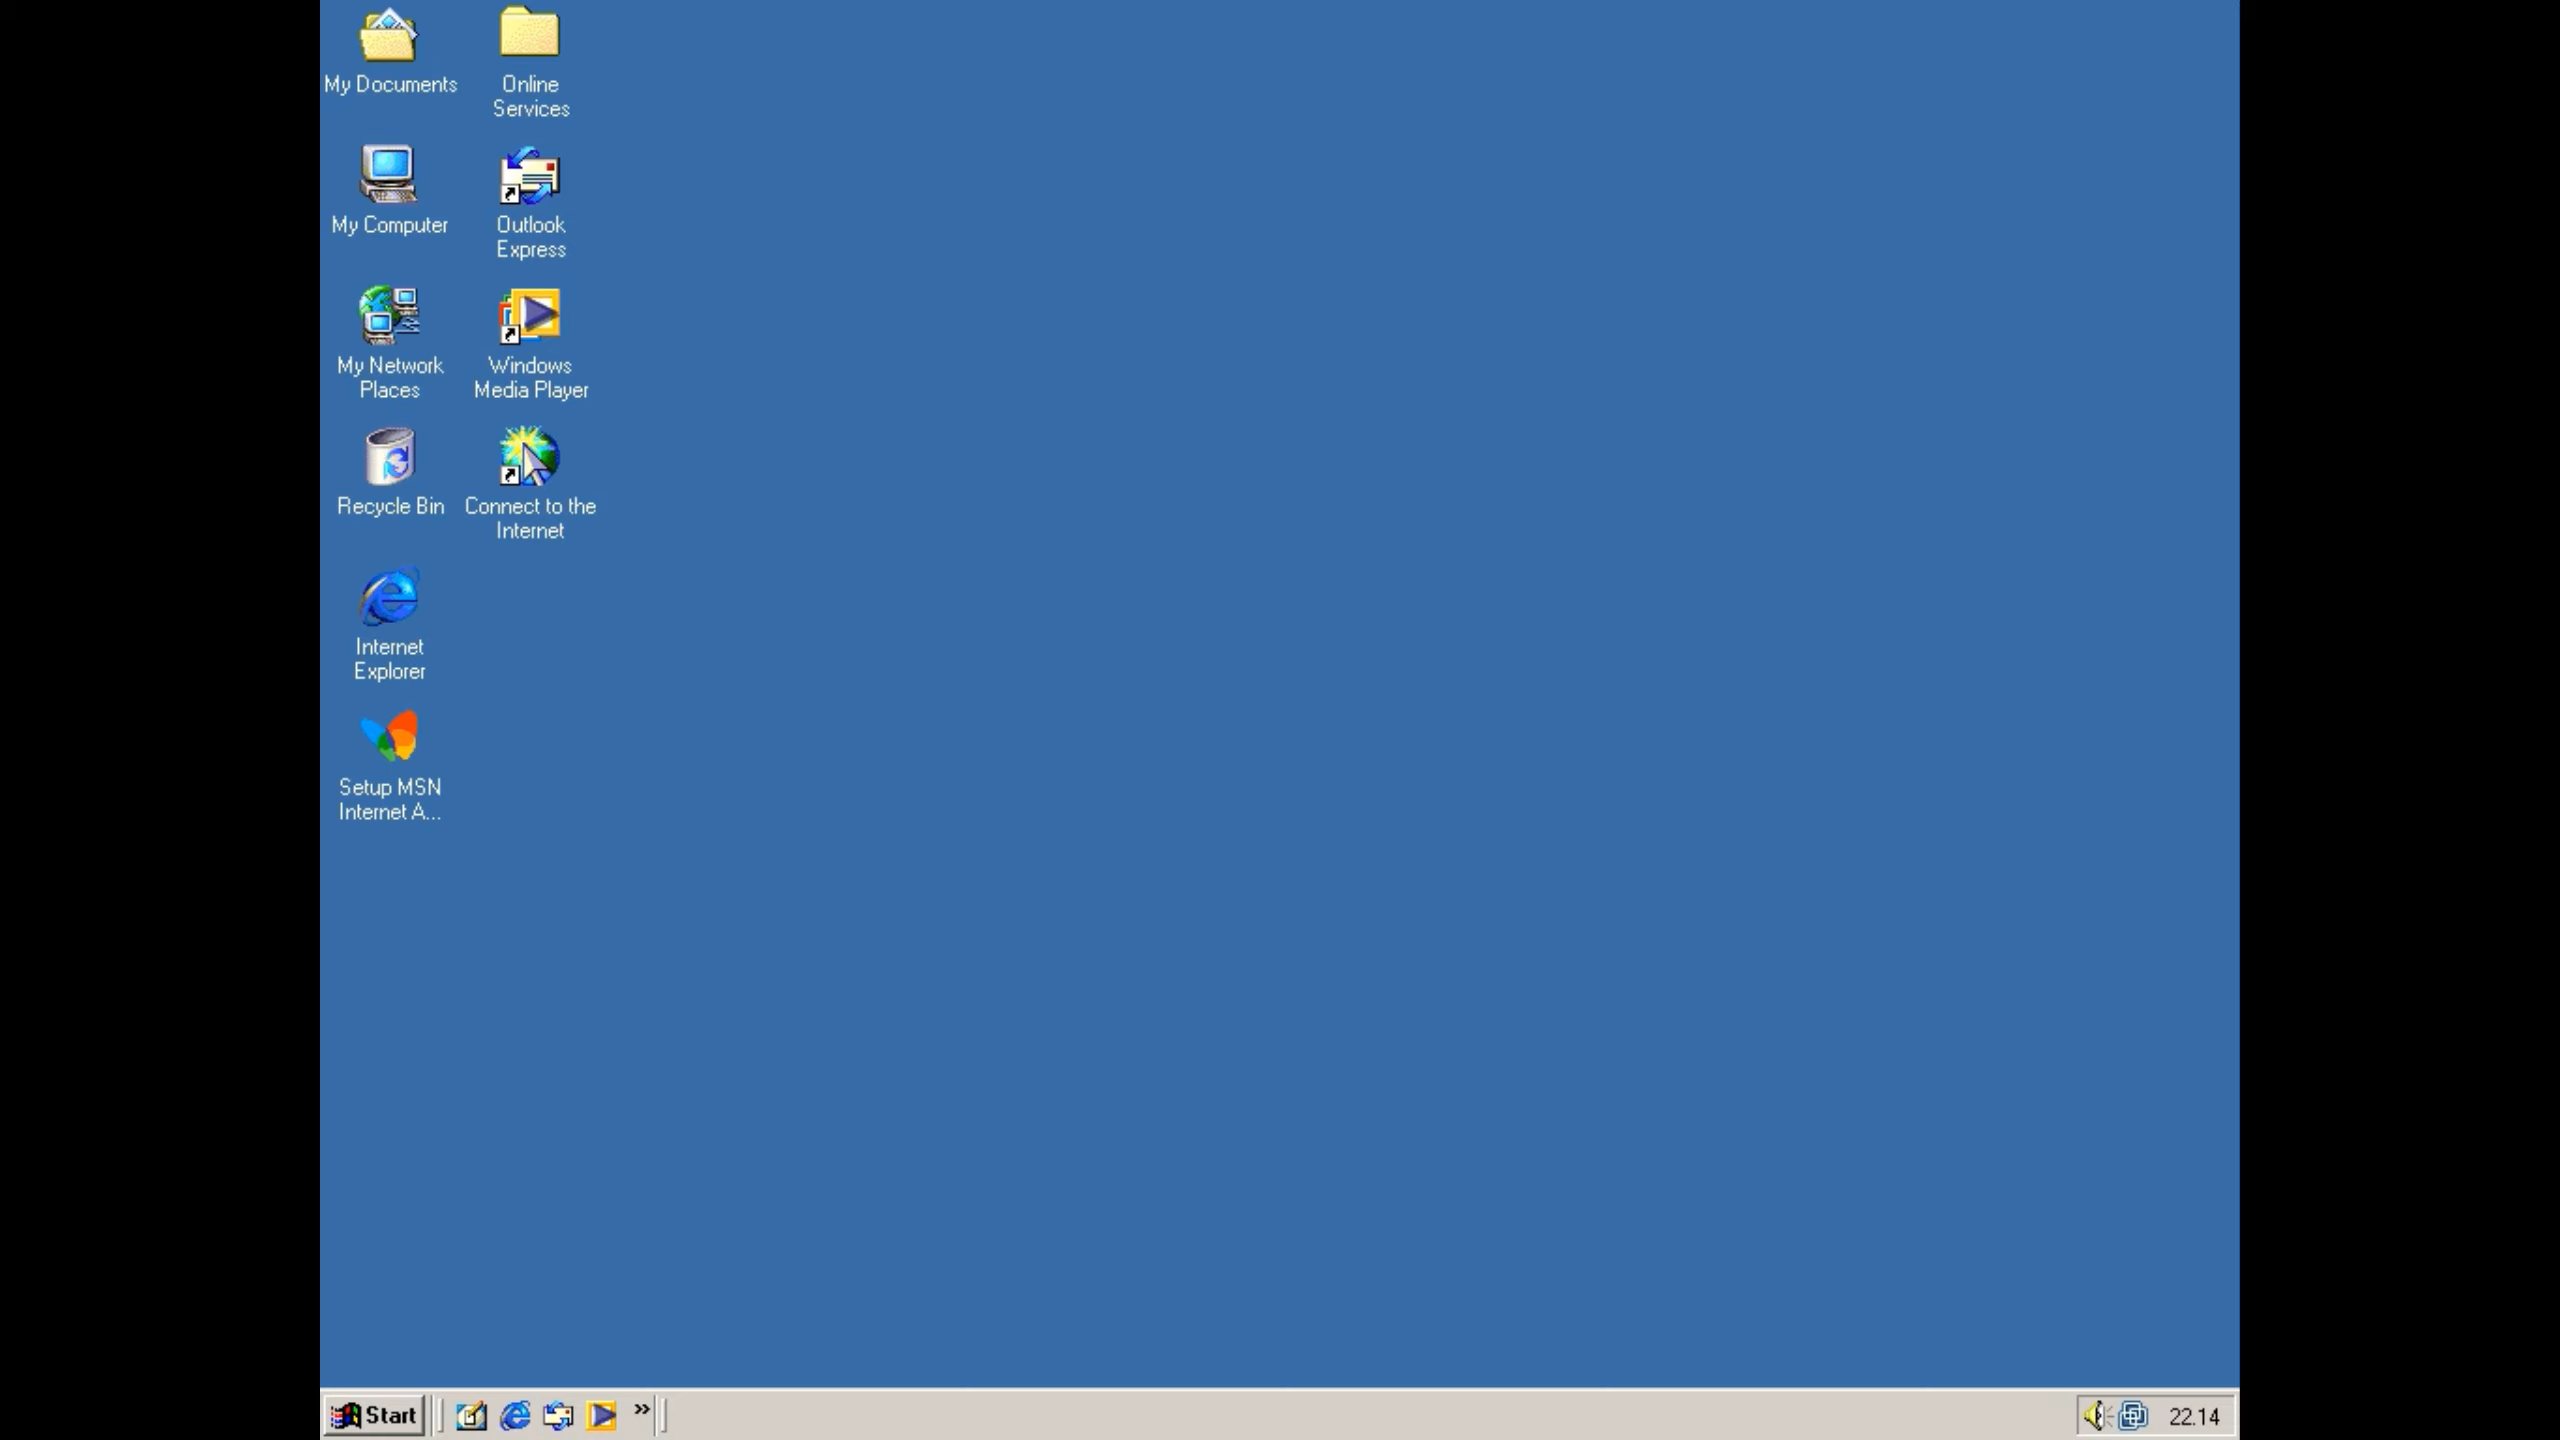 My Documents
Online
Services
My Computer
Outlook
Express
My Network
Places
Windows
Media Player
Recycle Bin
Connect to the
Internet
Internet
Explorer
Setup MSN
Internet A...
Start
»
22.14